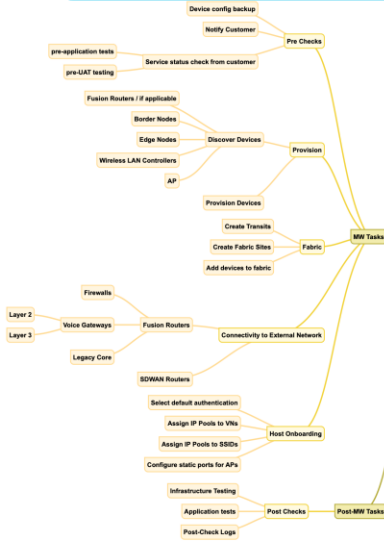 Device config backup
Notify Customer
Pre Checks
pre-application tests
Service status check from customer
pre-UAT testing
Fusion Routers / if applicable
Border Nodes
Edge Nodes
Discover Devices
Wireless LAN Controllers
Provision
AP
Provision Devices
Create Transits
MW Tasks
Create Fabric Sites
Fabric
Add devices to fabric
Firewalls
Layer 2
Voice Gateways
Fusion Routers
Layer 3
Connectivity to External Network
Legacy Core
SDWAN Routers
Select default authentication
Assign IP Pools to VNs
Host Onboarding
Assign IP Pools to SSIDs
Configure static ports for APs
Infrastructure Testing
Application tests
Post Checks
Post-MW Tasks
Post-Check Logs